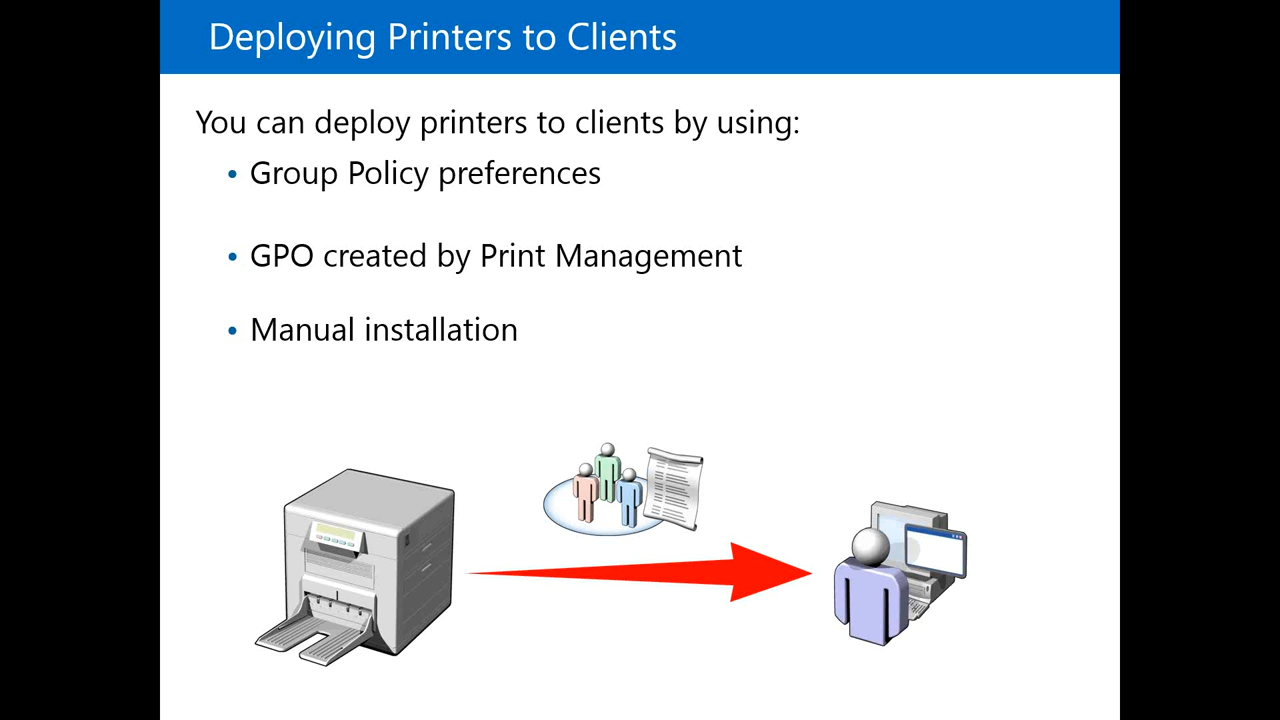 Deploying Printers to Clients
You can deploy printers to clients by using:
• Group Policy preferences
• GPO created by Print Management
• Manual installation